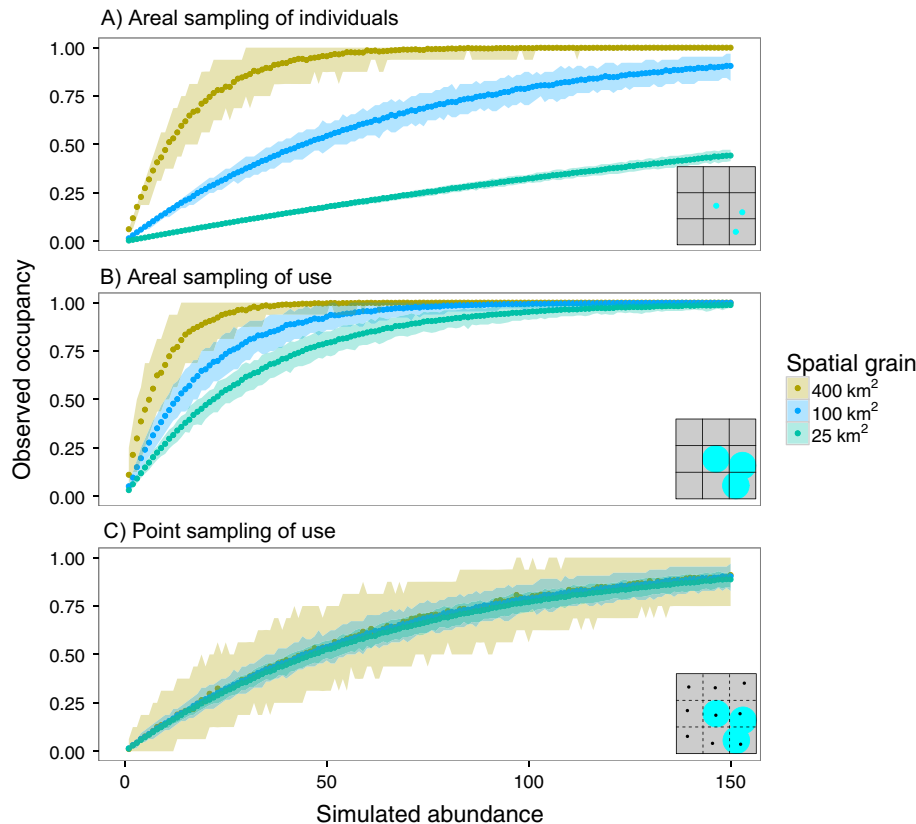 A) Areal sampling of individuals
1.00
0.75
0.50
0.25
0.00
B) Areal sampling of use
1.00
0.75
0.50
0.25
0.00
C) Point sampling of use
1.00
0.75
0.50
0.25
0.00
0 50 100 150
Simulated abundance
Observed occupancy
Spatial grain
400 km²
100 km²
25 km²